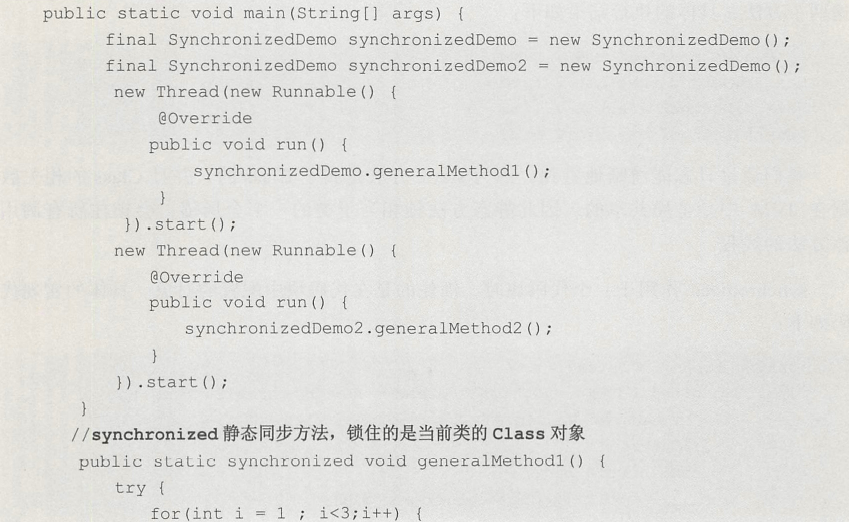 public static void main(String[] args) {
final SynchronizedDemo synchronizedDemo = new SynchronizedDemo();
final SynchronizedDemo synchronizedDemo2 = new SynchronizedDemo();
new Thread(new Runnable() {
@Override
public void run() {
synchronizedDemo.generalMethod1();
}
}).start();
new Thread(new Runnable() {
@Override
public void run() {
synchronizedDemo2.generalMethod2();
}
}).start();
}
//synchronized 静态同步方法，锁住的是当前类的 Class 对象
public static synchronized void generalMethod1() {
try {
for(int i = 1 ; i<3;i++) {